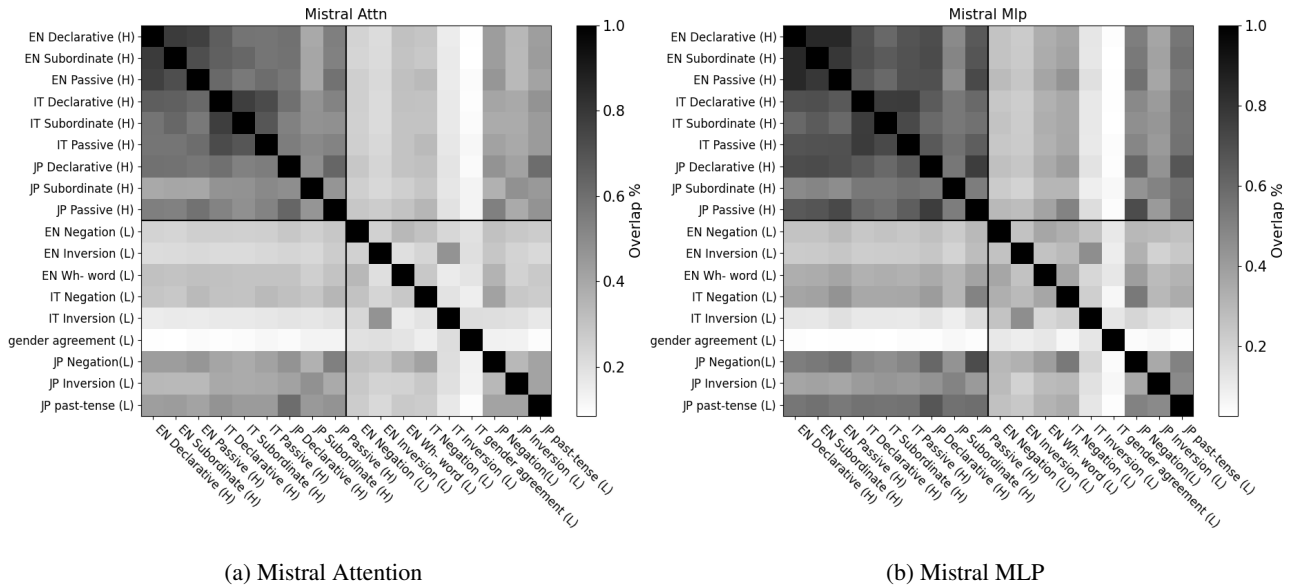 Mistral Attn
EN Declarative (H)
EN Subordinate (H)
EN Passive (H)
IT Declarative (H)
IT Subordinate (H)
IT Passive (H)
JP Declarative (H)
JP Subordinate (H)
JP Passive (H)
EN Negation (L)
EN Inversion (L)
EN Wh- word (L)
IT Negation (L)
IT Inversion (L)
gender agreement (L)
JP Negation(L)
JP Inversion (L)
JP past-tense (L)
EN Declarative (H)
EN Subordinate (H)
EN Passive (H)
IT Declarative (H)
IT Subordinate (H)
IT Passive (H)
JP Declarative (H)
JP Subordinate (H)
JP Passive (H)
EN Negation (L)
EN Inversion (L)
EN Wh- word (L)
IT Negation (L)
IT Inversion (L)
IT gender agreement (L)
JP Negation(L)
JP Inversion (L)
JP past-tense (L)
1.0
0.8
0.6
0.4
0.2
Overlap %
(a) Mistral Attention
Mistral Mlp
EN Declarative (H)
EN Subordinate (H)
EN Passive (H)
IT Declarative (H)
IT Subordinate (H)
IT Passive (H)
JP Declarative (H)
JP Subordinate (H)
JP Passive (H)
EN Negation (L)
EN Inversion (L)
EN Wh- word (L)
IT Negation (L)
IT Inversion (L)
gender agreement (L)
JP Negation(L)
JP Inversion (L)
JP past-tense (L)
EN Declarative (H)
EN Subordinate (H)
EN Passive (H)
IT Declarative (H)
IT Subordinate (H)
IT Passive (H)
JP Declarative (H)
JP Subordinate (H)
JP Passive (H)
EN Negation (L)
EN Inversion (L)
EN Wh- word (L)
IT Negation (L)
IT Inversion (L)
IT gender agreement (L)
JP Negation(L)
JP Inversion (L)
JP past-tense (L)
1.0
0.8
0.6
0.4
0.2
Overlap %
(b) Mistral MLP